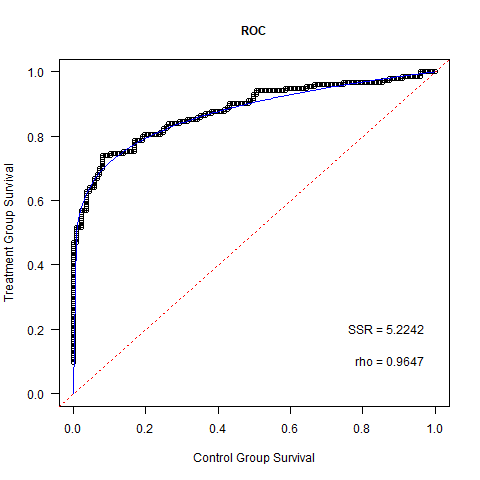 ROC
1.0
0.8
0.6
0.4
0.2
0.0
Treatment Group Survival
SSR = 5.2242
rho = 0.9647
0.0 0.2 0.4 0.6 0.8 1.0
Control Group Survival